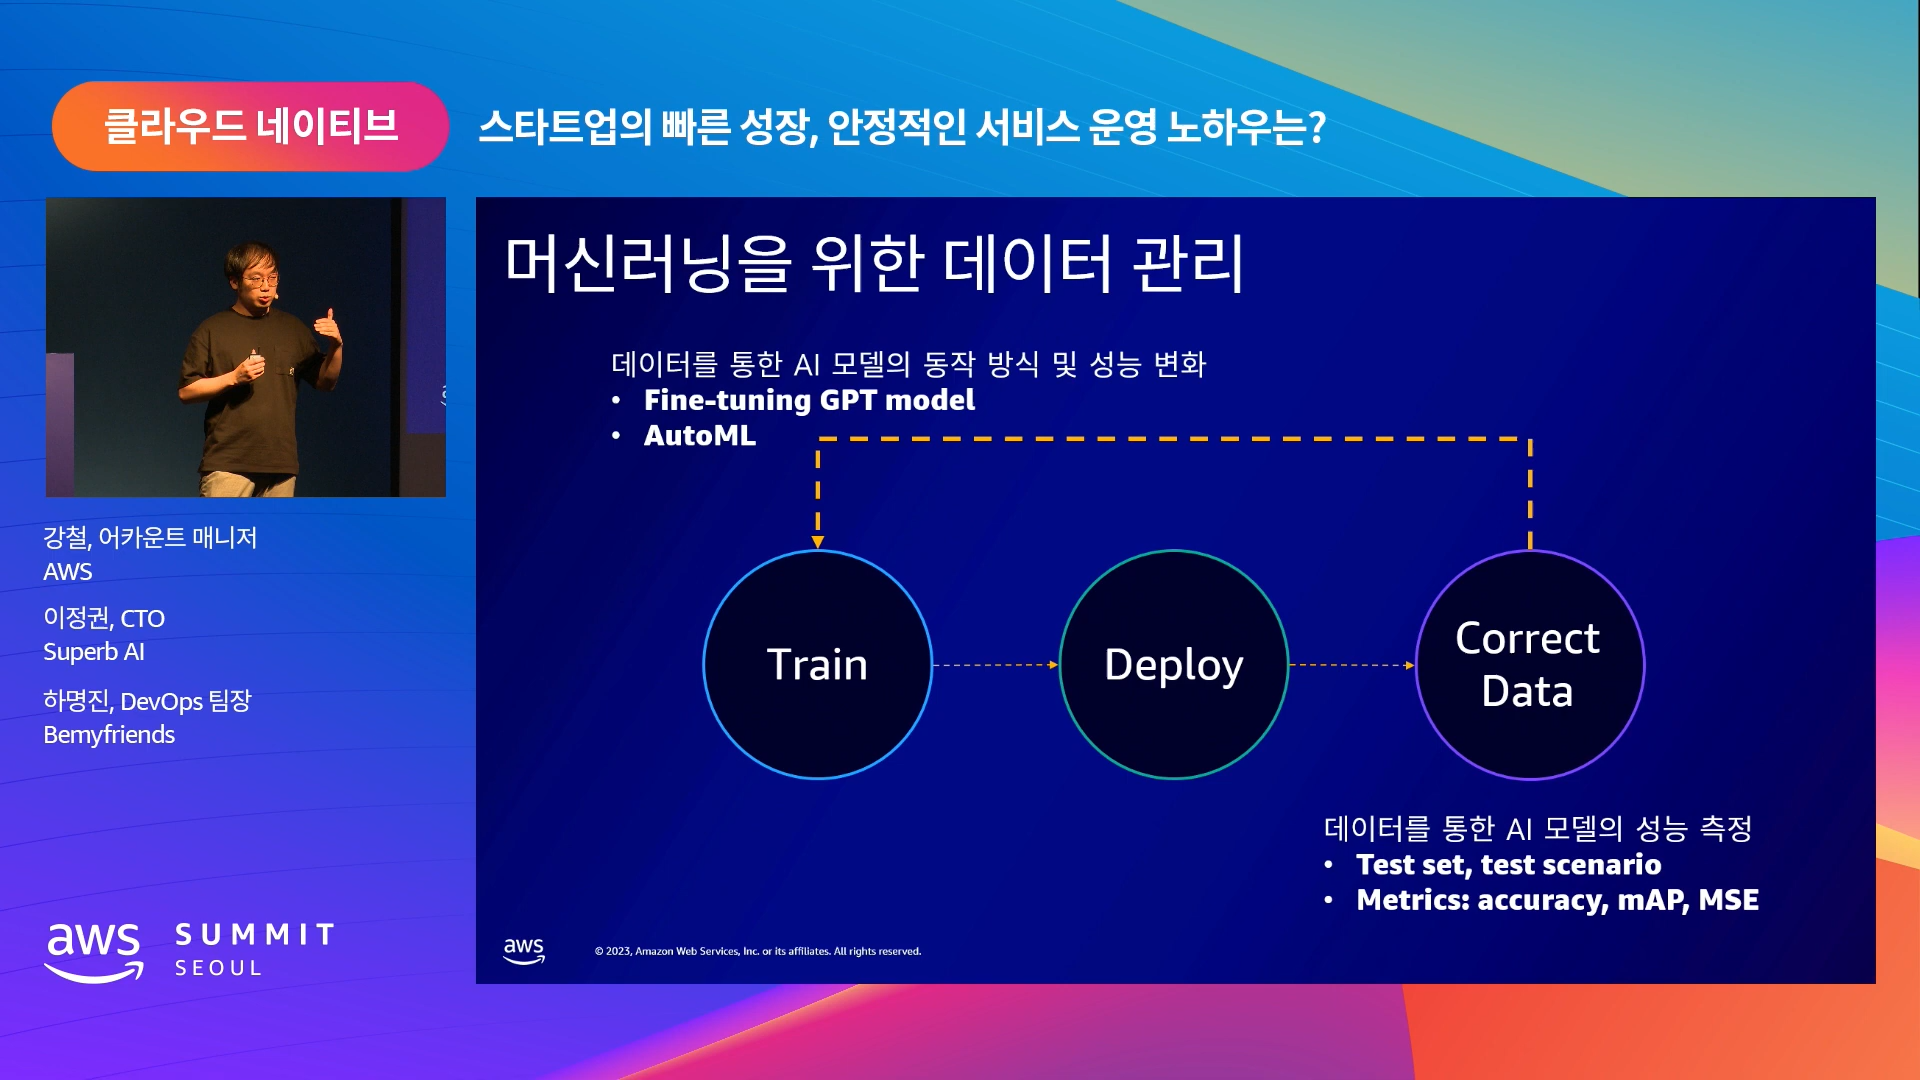 클라우드 네이티브
스타트업의 빠른 성장, 안정적인 서비스 운영 노하우는?
강철, 어카운트 매니저
AWS
이정권, CTO
Superb AI
하명진, DevOps 팀장
Bemyfriends
aws SUMMIT
SEOUL
머신러닝을 위한 데이터 관리
데이터를 통한 AI 모델의 동작 방식 및 성능 변화
• Fine-tuning GPT model
• AutoML
Train
Deploy
Correct
Data
데이터를 통한 AI 모델의 성능 측정
• Test set, test scenario
• Metrics: accuracy, mAP, MSE
aws
© 2023, Amazon Web Services, Inc. or its affiliates. All rights reserved.